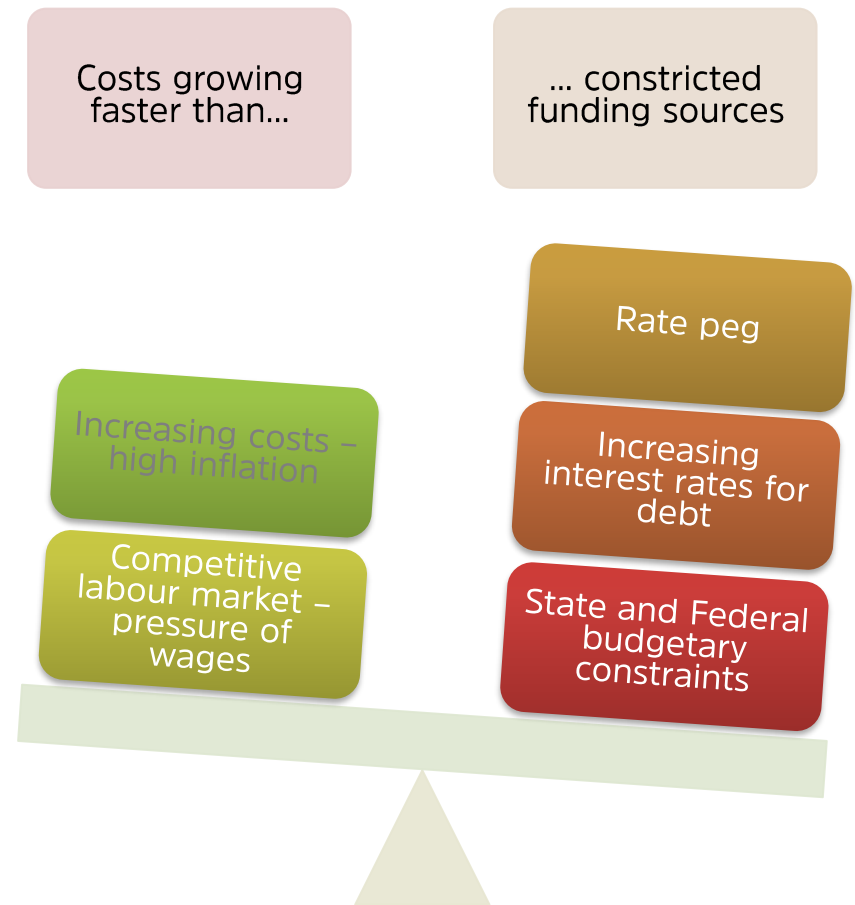 Costs growing
faster than...
... constricted
funding sources
Increasing costs –
high inflation
Competitive
labour market –
pressure of
wages
Rate peg
Increasing
interest rates for
debt
State and Federal
budgetary
constraints